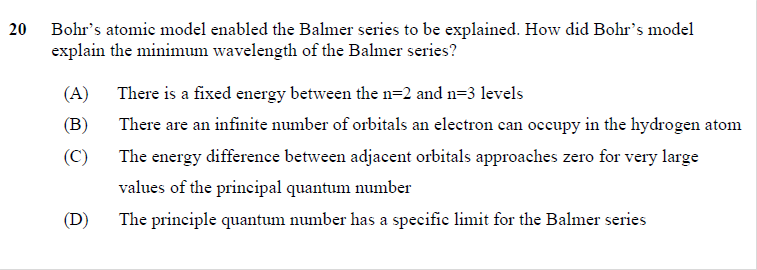 20 Bohr's atomic model enabled the Balmer series to be explained. How did Bohr's model
explain the minimum wavelength of the Balmer series?
(A) There is a fixed energy between the n=2 and n=3 levels
(B) There are an infinite number of orbitals an electron can occupy in the hydrogen atom
(C) The energy difference between adjacent orbitals approaches zero for very large
values of the principal quantum number
(D) The principle quantum number has a specific limit for the Balmer series